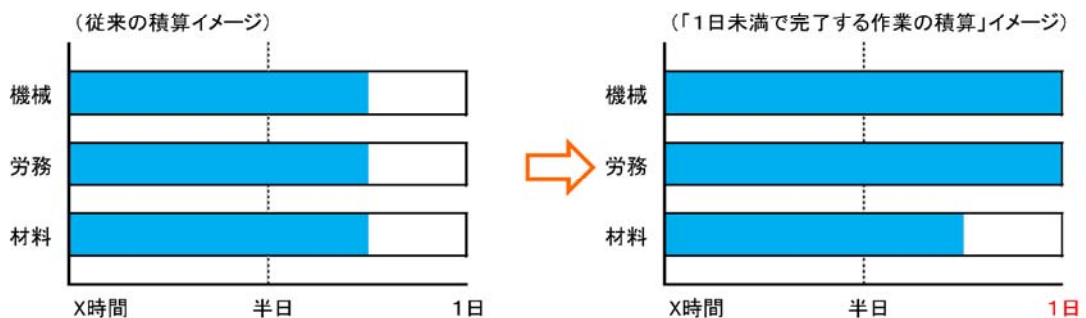 （従来の積算イメージ）
機械
労務
材料
X時間 半日 1日
（「１日未満で完了する作業の積算」イメージ）
機械
労務
材料
X時間 半日 1日